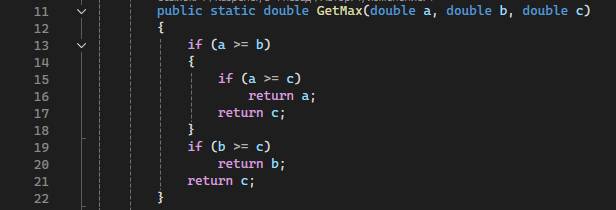 11 public static double GetMax(double a, double b, double c)
12 {
13 if (a >= b)
14 {
15 if (a >= c)
16 return a;
17 return c;
18 }
19 if (b >= c)
20 return b;
21 return c;
22 }